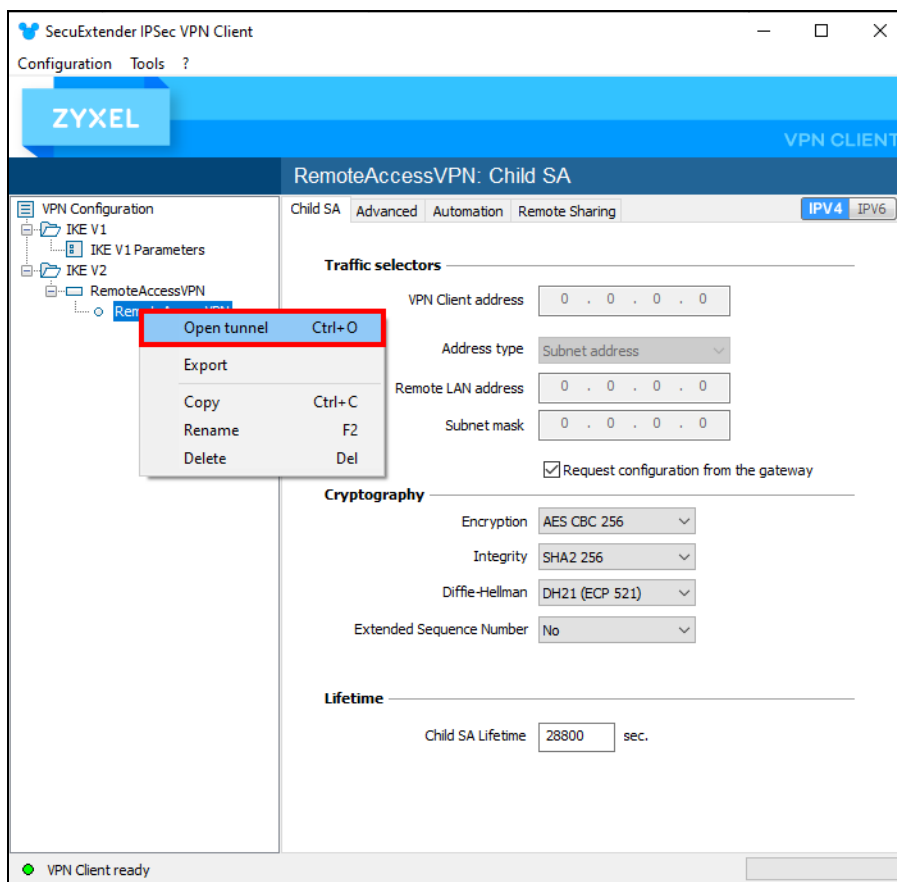 SecuExtender IPSec VPN Client
Configuration Tools ?
ZYXEL
VPN CLIENT
RemoteAccessVPN: Child SA
VPN Configuration
IKE V1
IKE V1 Parameters
IKE V2
RemoteAccessVPN
Open tunnel Ctrl+O
Export
Copy Ctrl+C
Rename F2
Delete Del
Child SA Advanced Automation Remote Sharing IPV4 IPV6
Traffic selectors
VPN Client address 0 . 0 . 0 . 0
Address type Subnet address
Remote LAN address 0 . 0 . 0 . 0
Subnet mask 0 . 0 . 0 . 0
Request configuration from the gateway
Cryptography
Encryption AES CBC 256
Integrity SHA2 256
Diffie-Hellman DH21 (ECP 521)
Extended Sequence Number No
Lifetime
Child SA Lifetime 28800 sec.
VPN Client ready